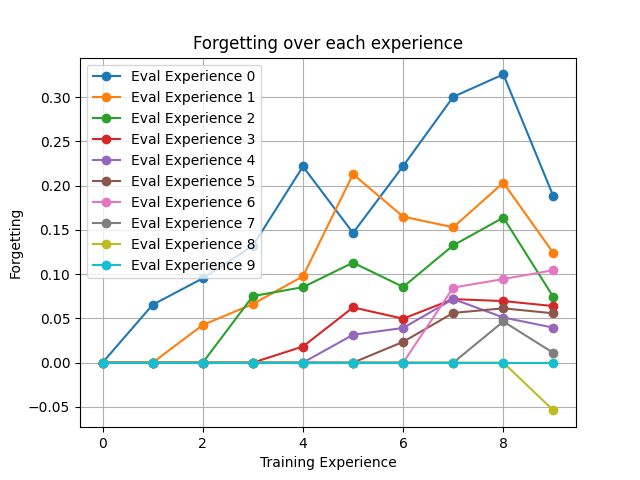 Forgetting over each experience
Eval Experience 0
Eval Experience 1
Eval Experience 2
Eval Experience 3
Eval Experience 4
Eval Experience 5
Eval Experience 6
Eval Experience 7
Eval Experience 8
Eval Experience 9
0.30
0.25
0.20
0.15
0.10
0.05
0.00
−0.05
Forgetting
0 2 4 6 8
Training Experience